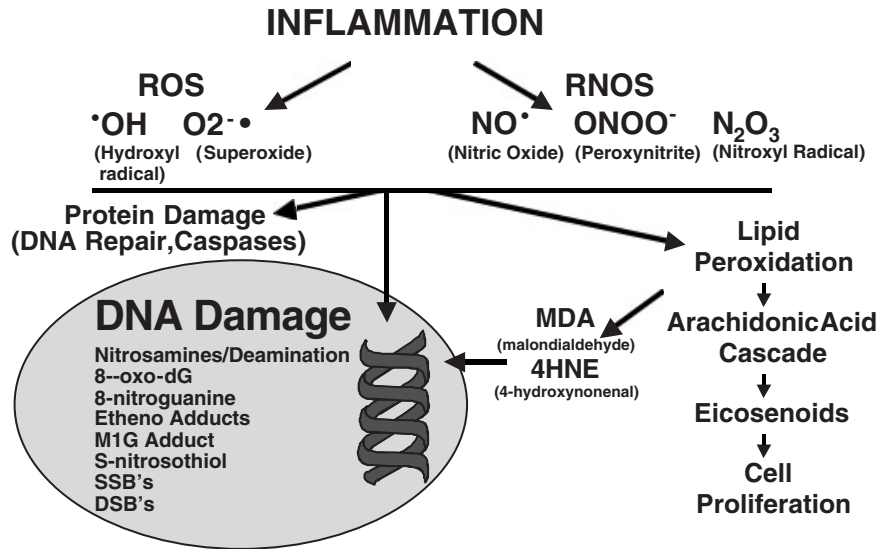 INFLAMMATION
ROS
•OH O2⁻•
(Hydroxyl radical) (Superoxide)
RNOS
NO• ONOO⁻ N₂O₃
(Nitric Oxide) (Peroxynitrite) (Nitroxyl Radical)
Protein Damage
(DNA Repair,Caspases)
DNA Damage
Nitrosamines/Deamination
8--oxo-dG
8-nitroguanine
Etheno Adducts
M1G Adduct
S-nitrosothiol
SSB's
DSB's
MDA
(malondialdehyde)
4HNE
(4-hydroxynonenal)
Lipid
Peroxidation
Arachidonic Acid
Cascade
Eicosenoids
Cell
Proliferation